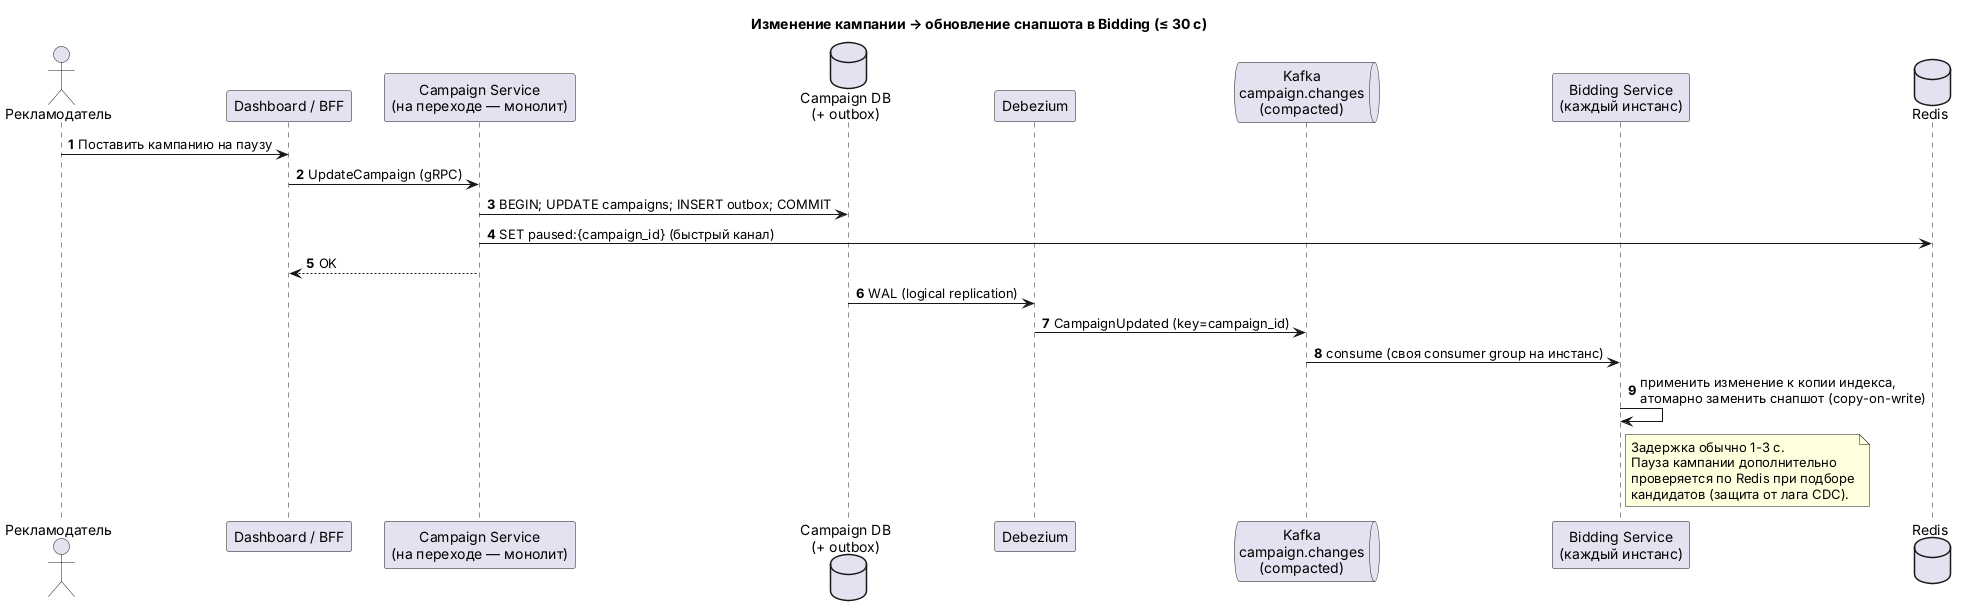 Изменение кампании → обновление снапшота в Bidding (≤ 30 с)
Рекламодатель
Dashboard / BFF
Campaign Service
(на переходе — монолит)
Campaign DB
(+ outbox)
Debezium
Kafka
campaign.changes
(compacted)
Bidding Service
(каждый инстанс)
Redis
1 Поставить кампанию на паузу
2 UpdateCampaign (gRPC)
3 BEGIN; UPDATE campaigns; INSERT outbox; COMMIT
4 SET paused:{campaign_id} (быстрый канал)
5 OK
6 WAL (logical replication)
7 CampaignUpdated (key=campaign_id)
8 consume (своя consumer group на инстанс)
9 применить изменение к копии индекса,
атомарно заменить снапшот (copy-on-write)
Задержка обычно 1-3 с.
Пауза кампании дополнительно
проверяется по Redis при подборе
кандидатов (защита от лага CDC).
Рекламодатель
Dashboard / BFF
Campaign Service
(на переходе — монолит)
Campaign DB
(+ outbox)
Debezium
Kafka
campaign.changes
(compacted)
Bidding Service
(каждый инстанс)
Redis